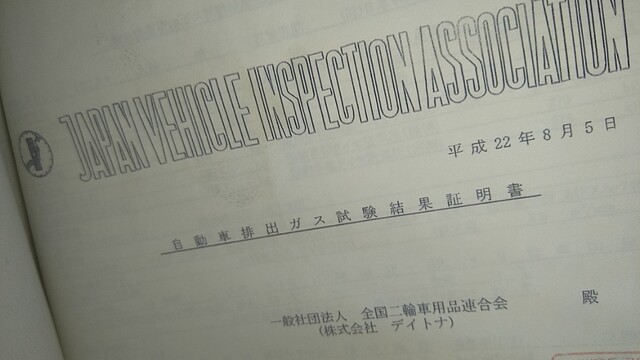 JAPAN VEHICLE INSPECTION ASSOCIATION
平成22年8月5日
自動車排出ガス試験結果証明書
一般社団法人 全国二輪車用品連合会 殿
(株式会社 デイトナ)